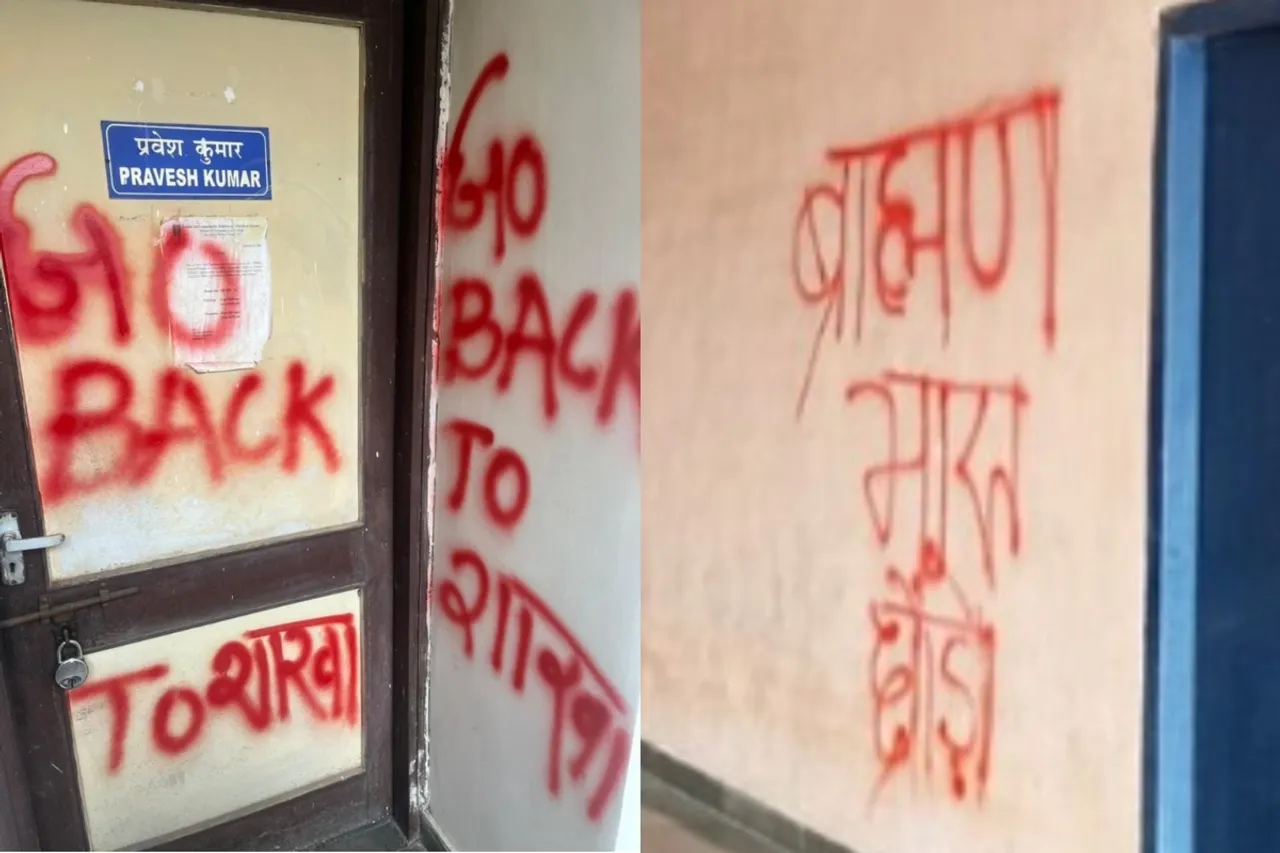 प्रवेश कुमार
PRAVESH KUMAR
GO
BACK
TO शाखा
GO
BACK
TO
शाखा
ब्राह्मण
भारत
छोड़ो